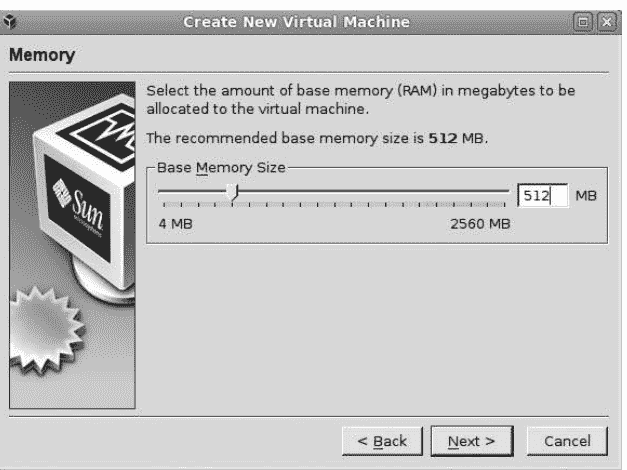 Create New Virtual Machine
Memory
Select the amount of base memory (RAM) in megabytes to be
allocated to the virtual machine.
The recommended base memory size is 512 MB.
Base Memory Size
512 MB
4 MB 2560 MB
Sun
microsystems
< Back Next > Cancel